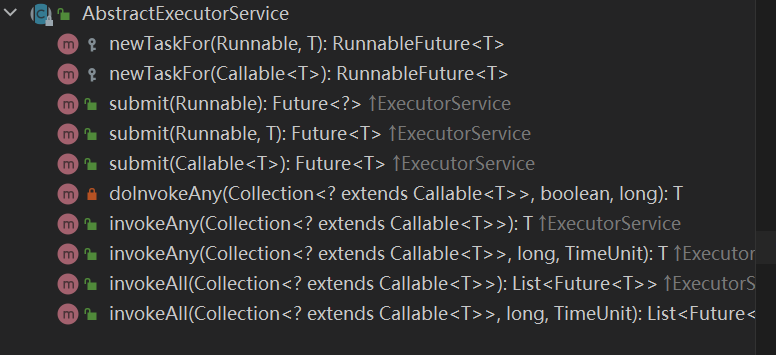 AbstractExecutorService
newTaskFor(Runnable, T): RunnableFuture<T>
newTaskFor(Callable<T>): RunnableFuture<T>
submit(Runnable): Future<?> ↑ExecutorService
submit(Runnable, T): Future<T> ↑ExecutorService
submit(Callable<T>): Future<T> ↑ExecutorService
doInvokeAny(Collection<? extends Callable<T>>, boolean, long): T
invokeAny(Collection<? extends Callable<T>>): T ↑ExecutorService
invokeAny(Collection<? extends Callable<T>>, long, TimeUnit): T ↑Executor
invokeAll(Collection<? extends Callable<T>>): List<Future<T>> ↑ExecutorS
invokeAll(Collection<? extends Callable<T>>, long, TimeUnit): List<Future<